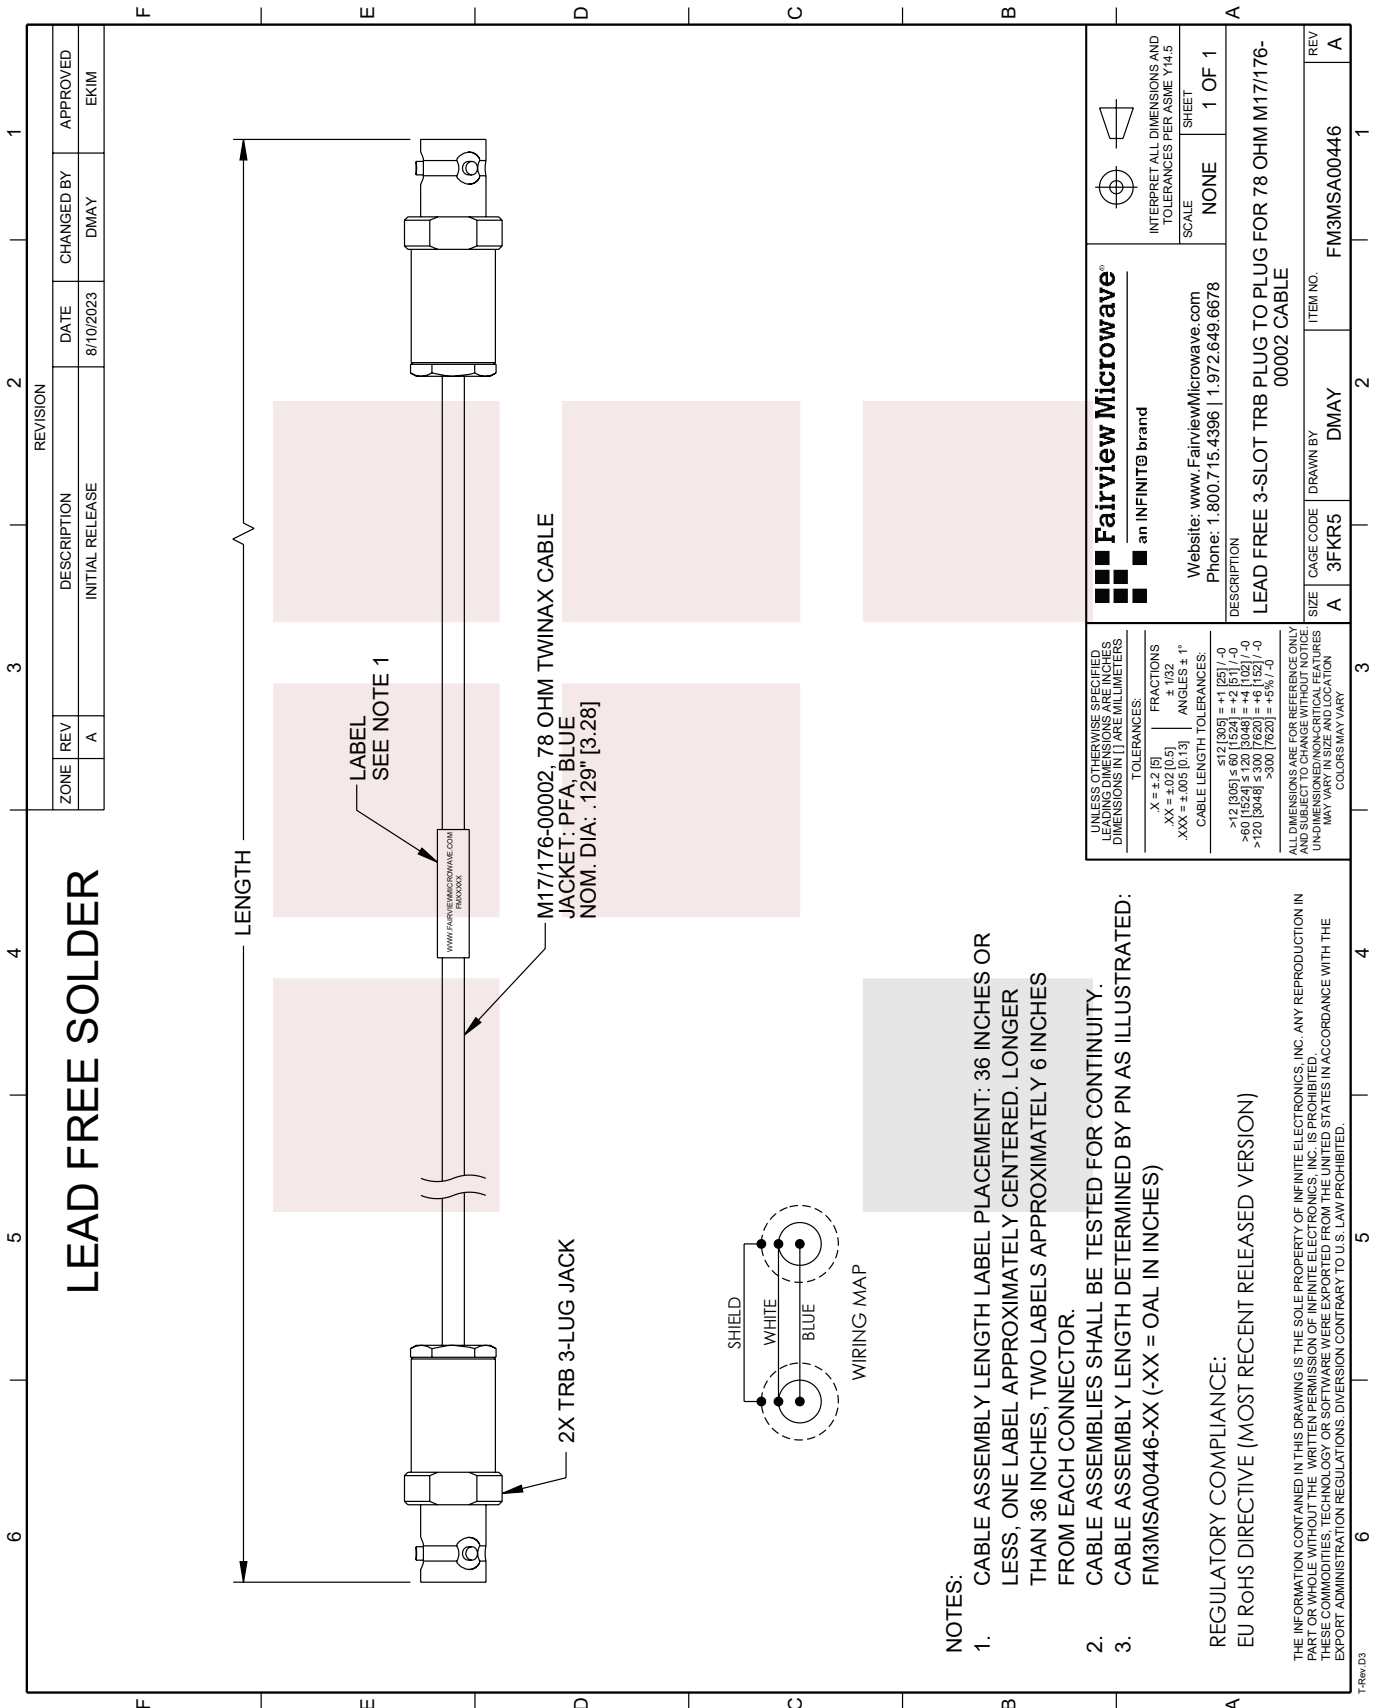 LEAD FREE SOLDER
REVISION
ZONE REV DESCRIPTION DATE CHANGED BY APPROVED
A INITIAL RELEASE 8/10/2023 DMAY EKIM
6 5 4 3 2 1
F
E
D
C
B
A
LENGTH
LABEL
SEE NOTE 1
WWW.FAIRVIEWMICROWAVE.COM
FMXXXXX
M17/176-00002, 78 OHM TWINAX CABLE
JACKET: PFA, BLUE
NOM. DIA: .129" [3.28]
2X TRB 3-LUG JACK
SHIELD
WHITE
BLUE
WIRING MAP
NOTES:
1. CABLE ASSEMBLY LENGTH LABEL PLACEMENT: 36 INCHES OR
LESS, ONE LABEL APPROXIMATELY CENTERED. LONGER
THAN 36 INCHES, TWO LABELS APPROXIMATELY 6 INCHES
FROM EACH CONNECTOR.
2. CABLE ASSEMBLIES SHALL BE TESTED FOR CONTINUITY.
3. CABLE ASSEMBLY LENGTH DETERMINED BY PN AS ILLUSTRATED:
FM3MSA00446-XX (-XX = OAL IN INCHES)
REGULATORY COMPLIANCE:
EU RoHS DIRECTIVE (MOST RECENT RELEASED VERSION)
THE INFORMATION CONTAINED IN THIS DRAWING IS THE SOLE PROPERTY OF INFINITE ELECTRONICS, INC. ANY REPRODUCTION IN
PART OR WHOLE WITHOUT THE WRITTEN PERMISSION OF INFINITE ELECTRONICS, INC. IS PROHIBITED.
THESE COMMODITIES, TECHNOLOGY OR SOFTWARE WERE EXPORTED FROM THE UNITED STATES IN ACCORDANCE WITH THE
EXPORT ADMINISTRATION REGULATIONS. DIVERSION CONTRARY TO U.S. LAW PROHIBITED.
UNLESS OTHERWISE SPECIFIED
LEADING DIMENSIONS ARE INCHES
DIMENSIONS IN [ ] ARE MILLIMETERS
TOLERANCES:
.X = ±.2 [5] FRACTIONS
.XX = ±.02 [0.5] ± 1/32
.XXX = ±.005 [0.13] ANGLES ± 1°
CABLE LENGTH TOLERANCES:
≤12 [305] = +1 [25] / -0
>12 [305] ≤ 60 [1524] = +2 [51] / -0
>60 [1524] ≤ 120 [3048] = +4 [102] / -0
>120 [3048] ≤ 300 [7620] = +6 [152] / -0
>300 [7620] = +5% / -0
ALL DIMENSIONS ARE FOR REFERENCE ONLY
AND SUBJECT TO CHANGE WITHOUT NOTICE.
UN-DIMENSIONED/NON-CRITICAL FEATURES
MAY VARY IN SIZE AND LOCATION
COLORS MAY VARY
Fairview Microwave®
an INFINITE brand
Website: www.FairviewMicrowave.com
Phone: 1.800.715.4396 | 1.972.649.6678
INTERPRET ALL DIMENSIONS AND
TOLERANCES PER ASME Y14.5
SCALE NONE
SHEET 1 OF 1
DESCRIPTION
LEAD FREE 3-SLOT TRB PLUG TO PLUG FOR 78 OHM M17/176-
00002 CABLE
SIZE CAGE CODE DRAWN BY ITEM NO. REV
A 3FKR5 DMAY FM3MSA00446 A
6 5 4 3 2 1
F
E
D
C
B
A
T-Rev.D3